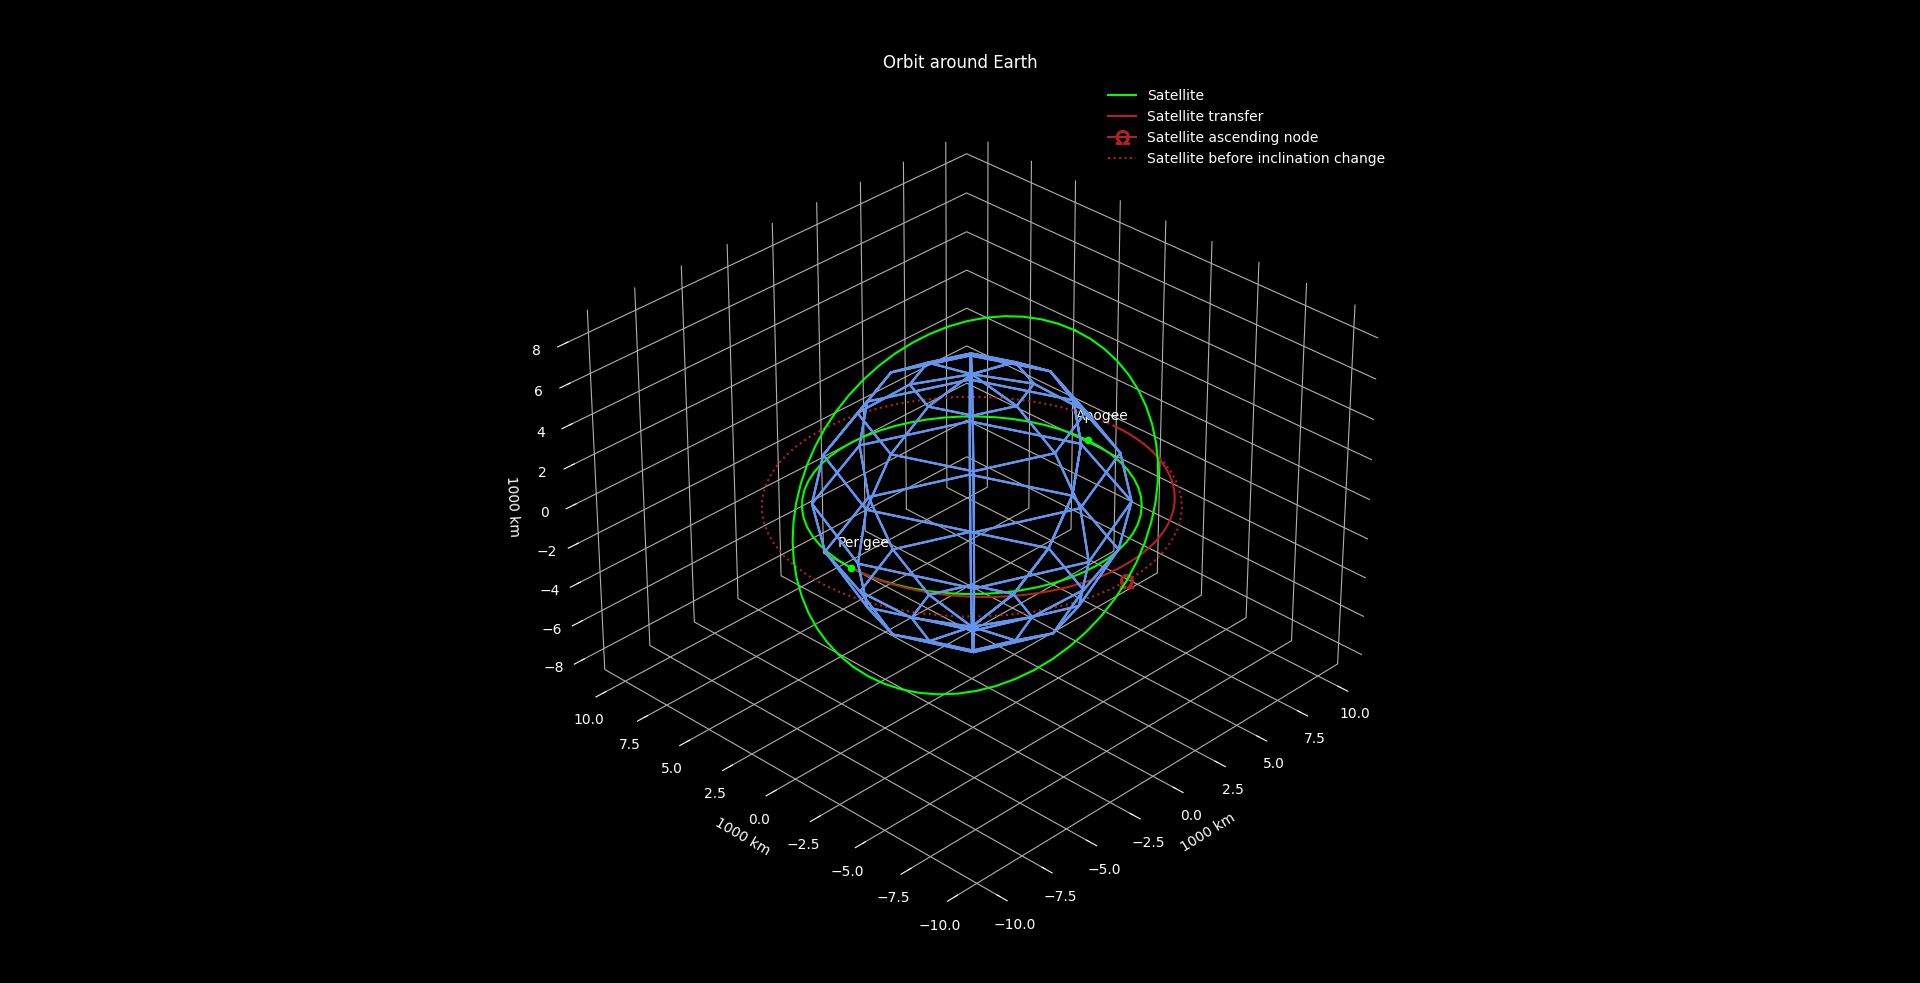 Orbit around Earth
Satellite
Satellite transfer
Ω Satellite ascending node
Satellite before inclination change
8
6
4
2
0
−2
−4
−6
−8
1000 km
Apogee
Perigee
Ω
10.0
7.5
5.0
2.5
0.0
−2.5
−5.0
−7.5
−10.0
1000 km
10.0
7.5
5.0
2.5
0.0
−2.5
−5.0
−7.5
−10.0
1000 km